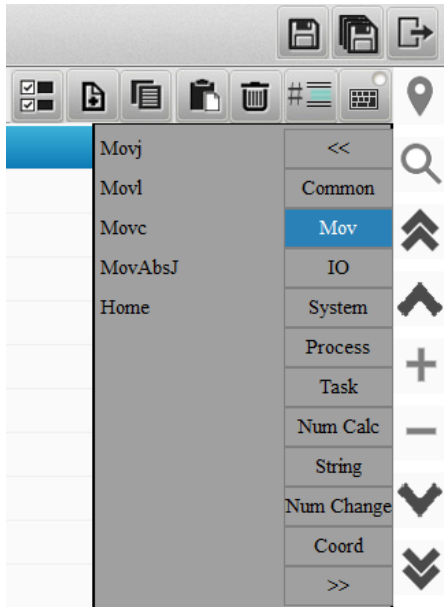 #
Movj
<<
Movl
Common
Movc
Mov
MovAbsJ
IO
Home
System
Process
Task
Num Calc
String
Num Change
Coord
>>